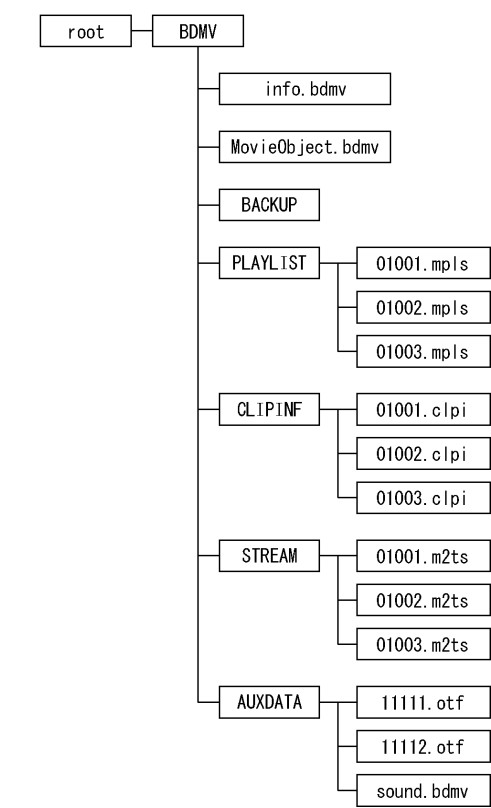 root BDMV
info.bdmv
MovieObject.bdmv
BACKUP
PLAYLIST 01001.mpls
01002.mpls
01003.mpls
CLIPINF 01001.clpi
01002.clpi
01003.clpi
STREAM 01001.m2ts
01002.m2ts
01003.m2ts
AUXDATA 11111.otf
11112.otf
sound.bdmv